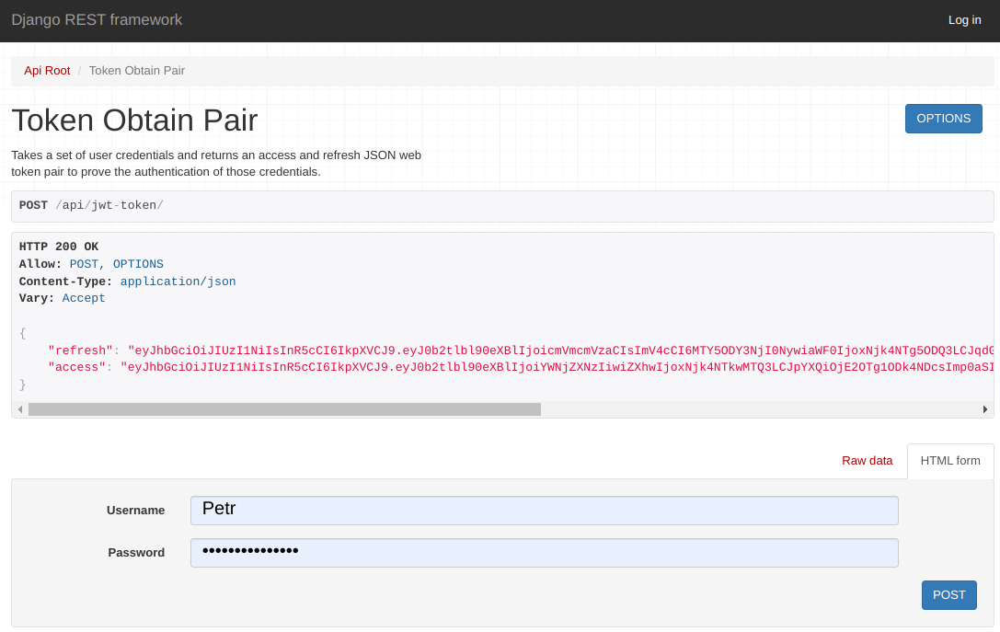 Django REST framework
Log in
Api Root / Token Obtain Pair
Token Obtain Pair
OPTIONS
Takes a set of user credentials and returns an access and refresh JSON web
token pair to prove the authentication of those credentials.
POST /api/jwt-token/
HTTP 200 OK
Allow: POST, OPTIONS
Content-Type: application/json
Vary: Accept
{
"refresh": "eyJhbGciOiJIUzI1NiIsInR5cCI6IkpXVCJ9.eyJ0b2tlbl90eXBlIjoicmVmcmVzaCIsImV4cCI6MTY5ODY3NjI0NywiaWF0IjoxNjk4NTg5ODQ3LCJqdG
"access": "eyJhbGciOiJIUzI1NiIsInR5cCI6IkpXVCJ9.eyJ0b2tlbl90eXBlIjoiYWNjZXNzIiwiZXhwIjoxNjk4NTkwMTQ3LCJpYXQiOjE2OTg1ODk4NDcsImp0aSI
}
Raw data
HTML form
Username
Petr
Password
•••••••••••••••
POST